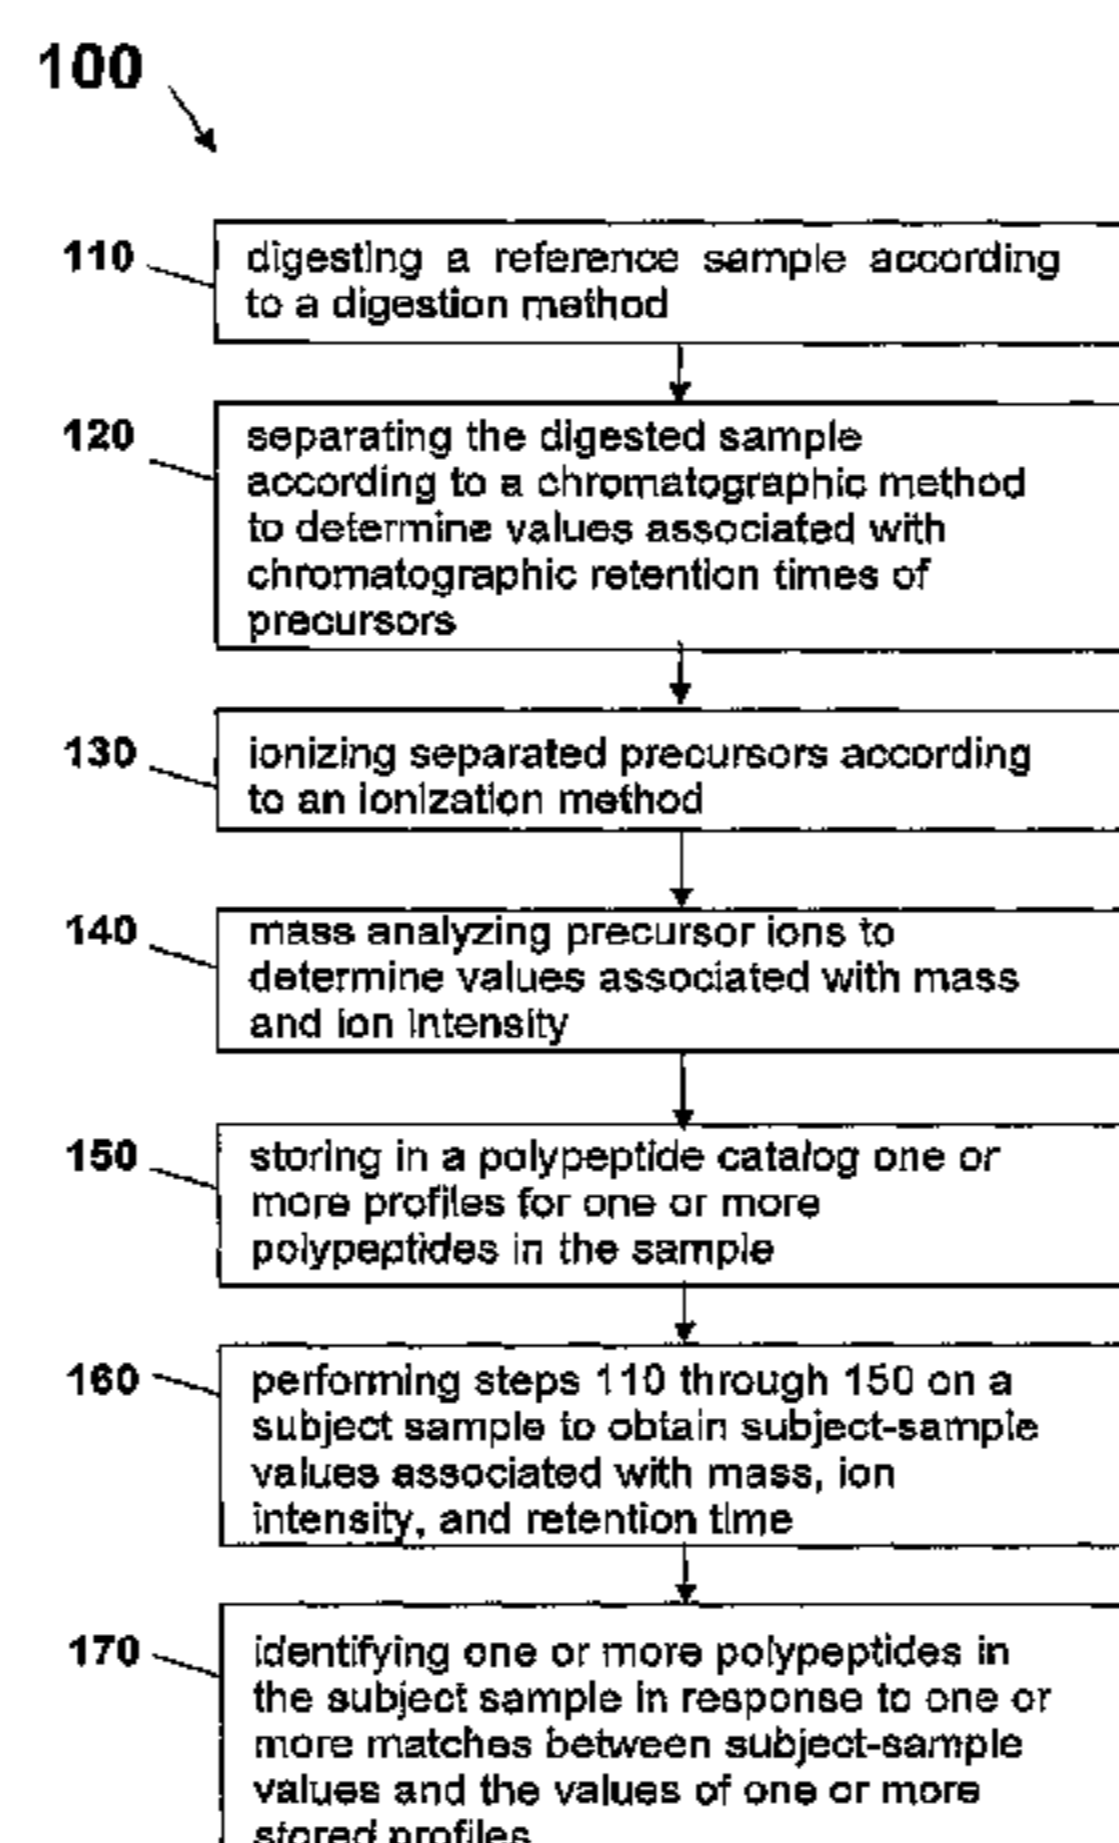 100
110
digesting a reference sample according
to a digestion method
120
separating the digested sample
according to a chromatographic method
to determine values associated with
chromatographic retention times of
precursors
130
ionizing separated precursors according
to an ionization method
140
mass analyzing precursor ions to
determine values associated with mass
and ion intensity
150
storing in a polypeptide catalog one or
more profiles for one or more
polypeptides in the sample
160
performing steps 110 through 150 on a
subject sample to obtain subject-sample
values associated with mass, ion
intensity, and retention time
170
identifying one or more polypeptides in
the subject sample in response to one or
more matches between subject-sample
values and the values of one or more
stored profiles